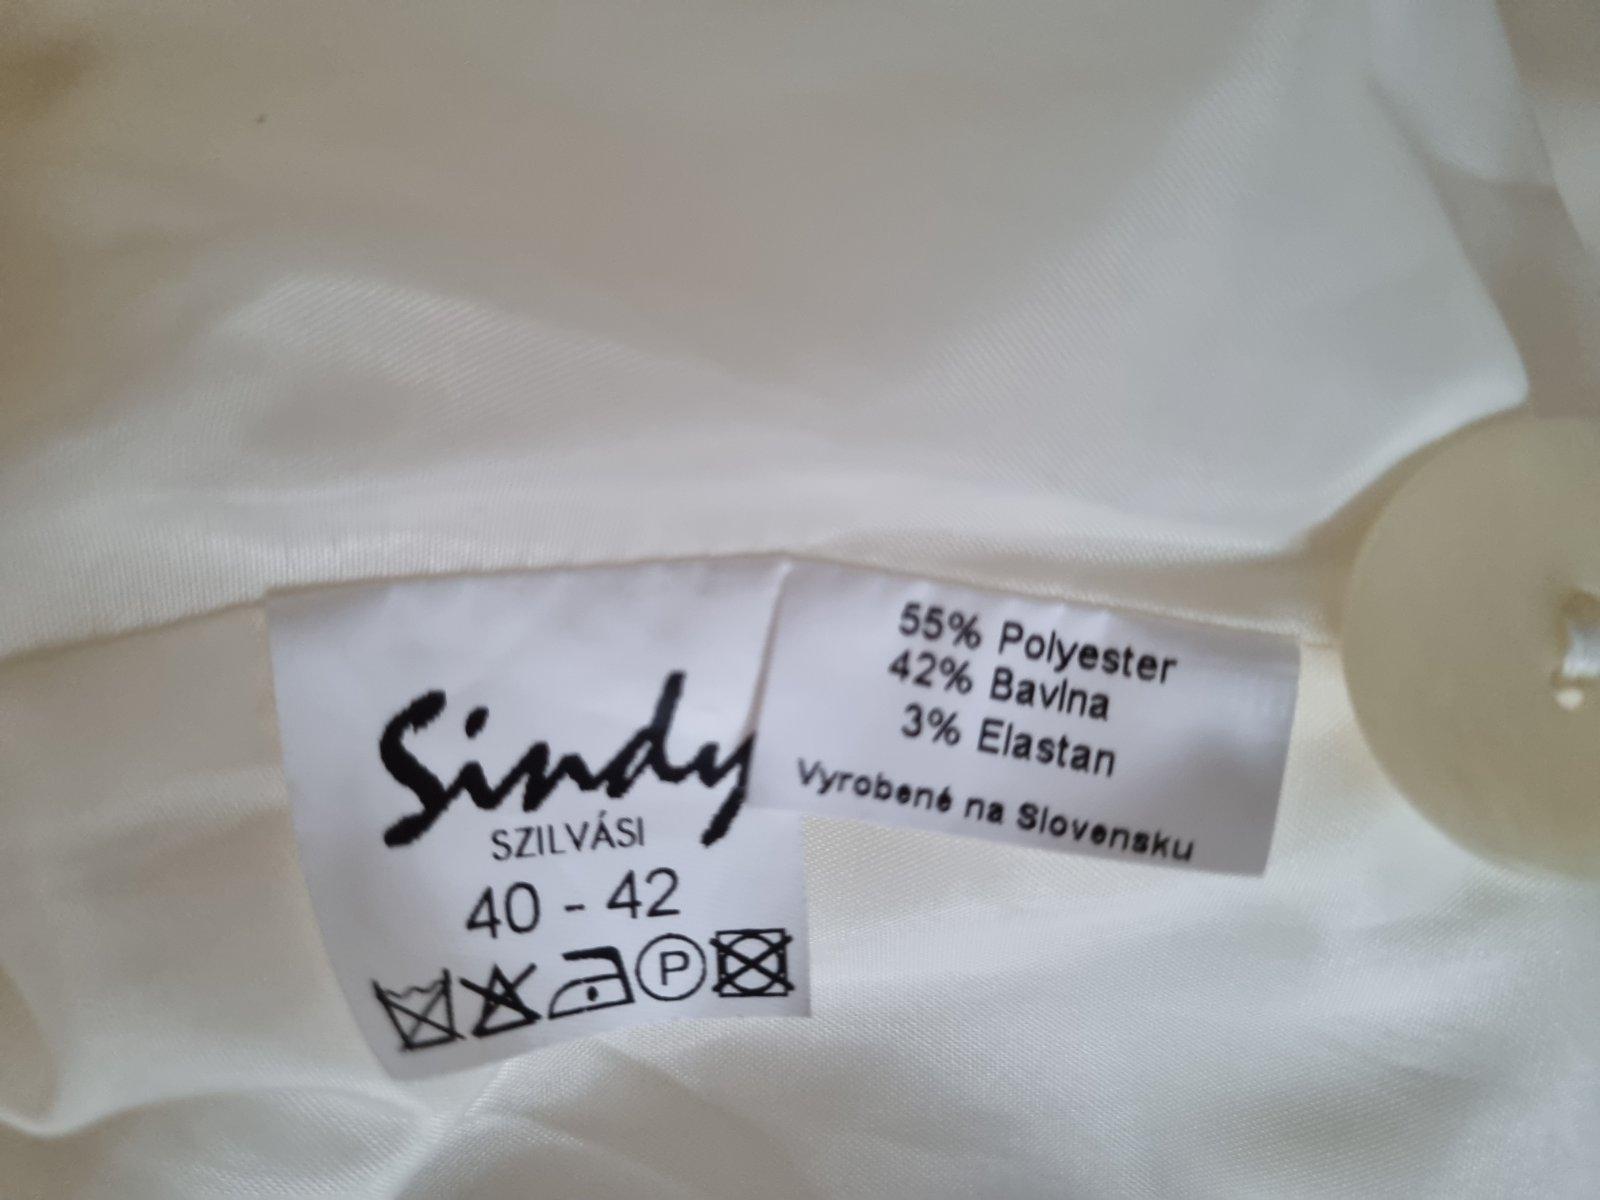 Sindy
SZILVÁSI
40 - 42
P
55% Polyester
42% Bavlna
3% Elastan
Vyrobené na Slovensku